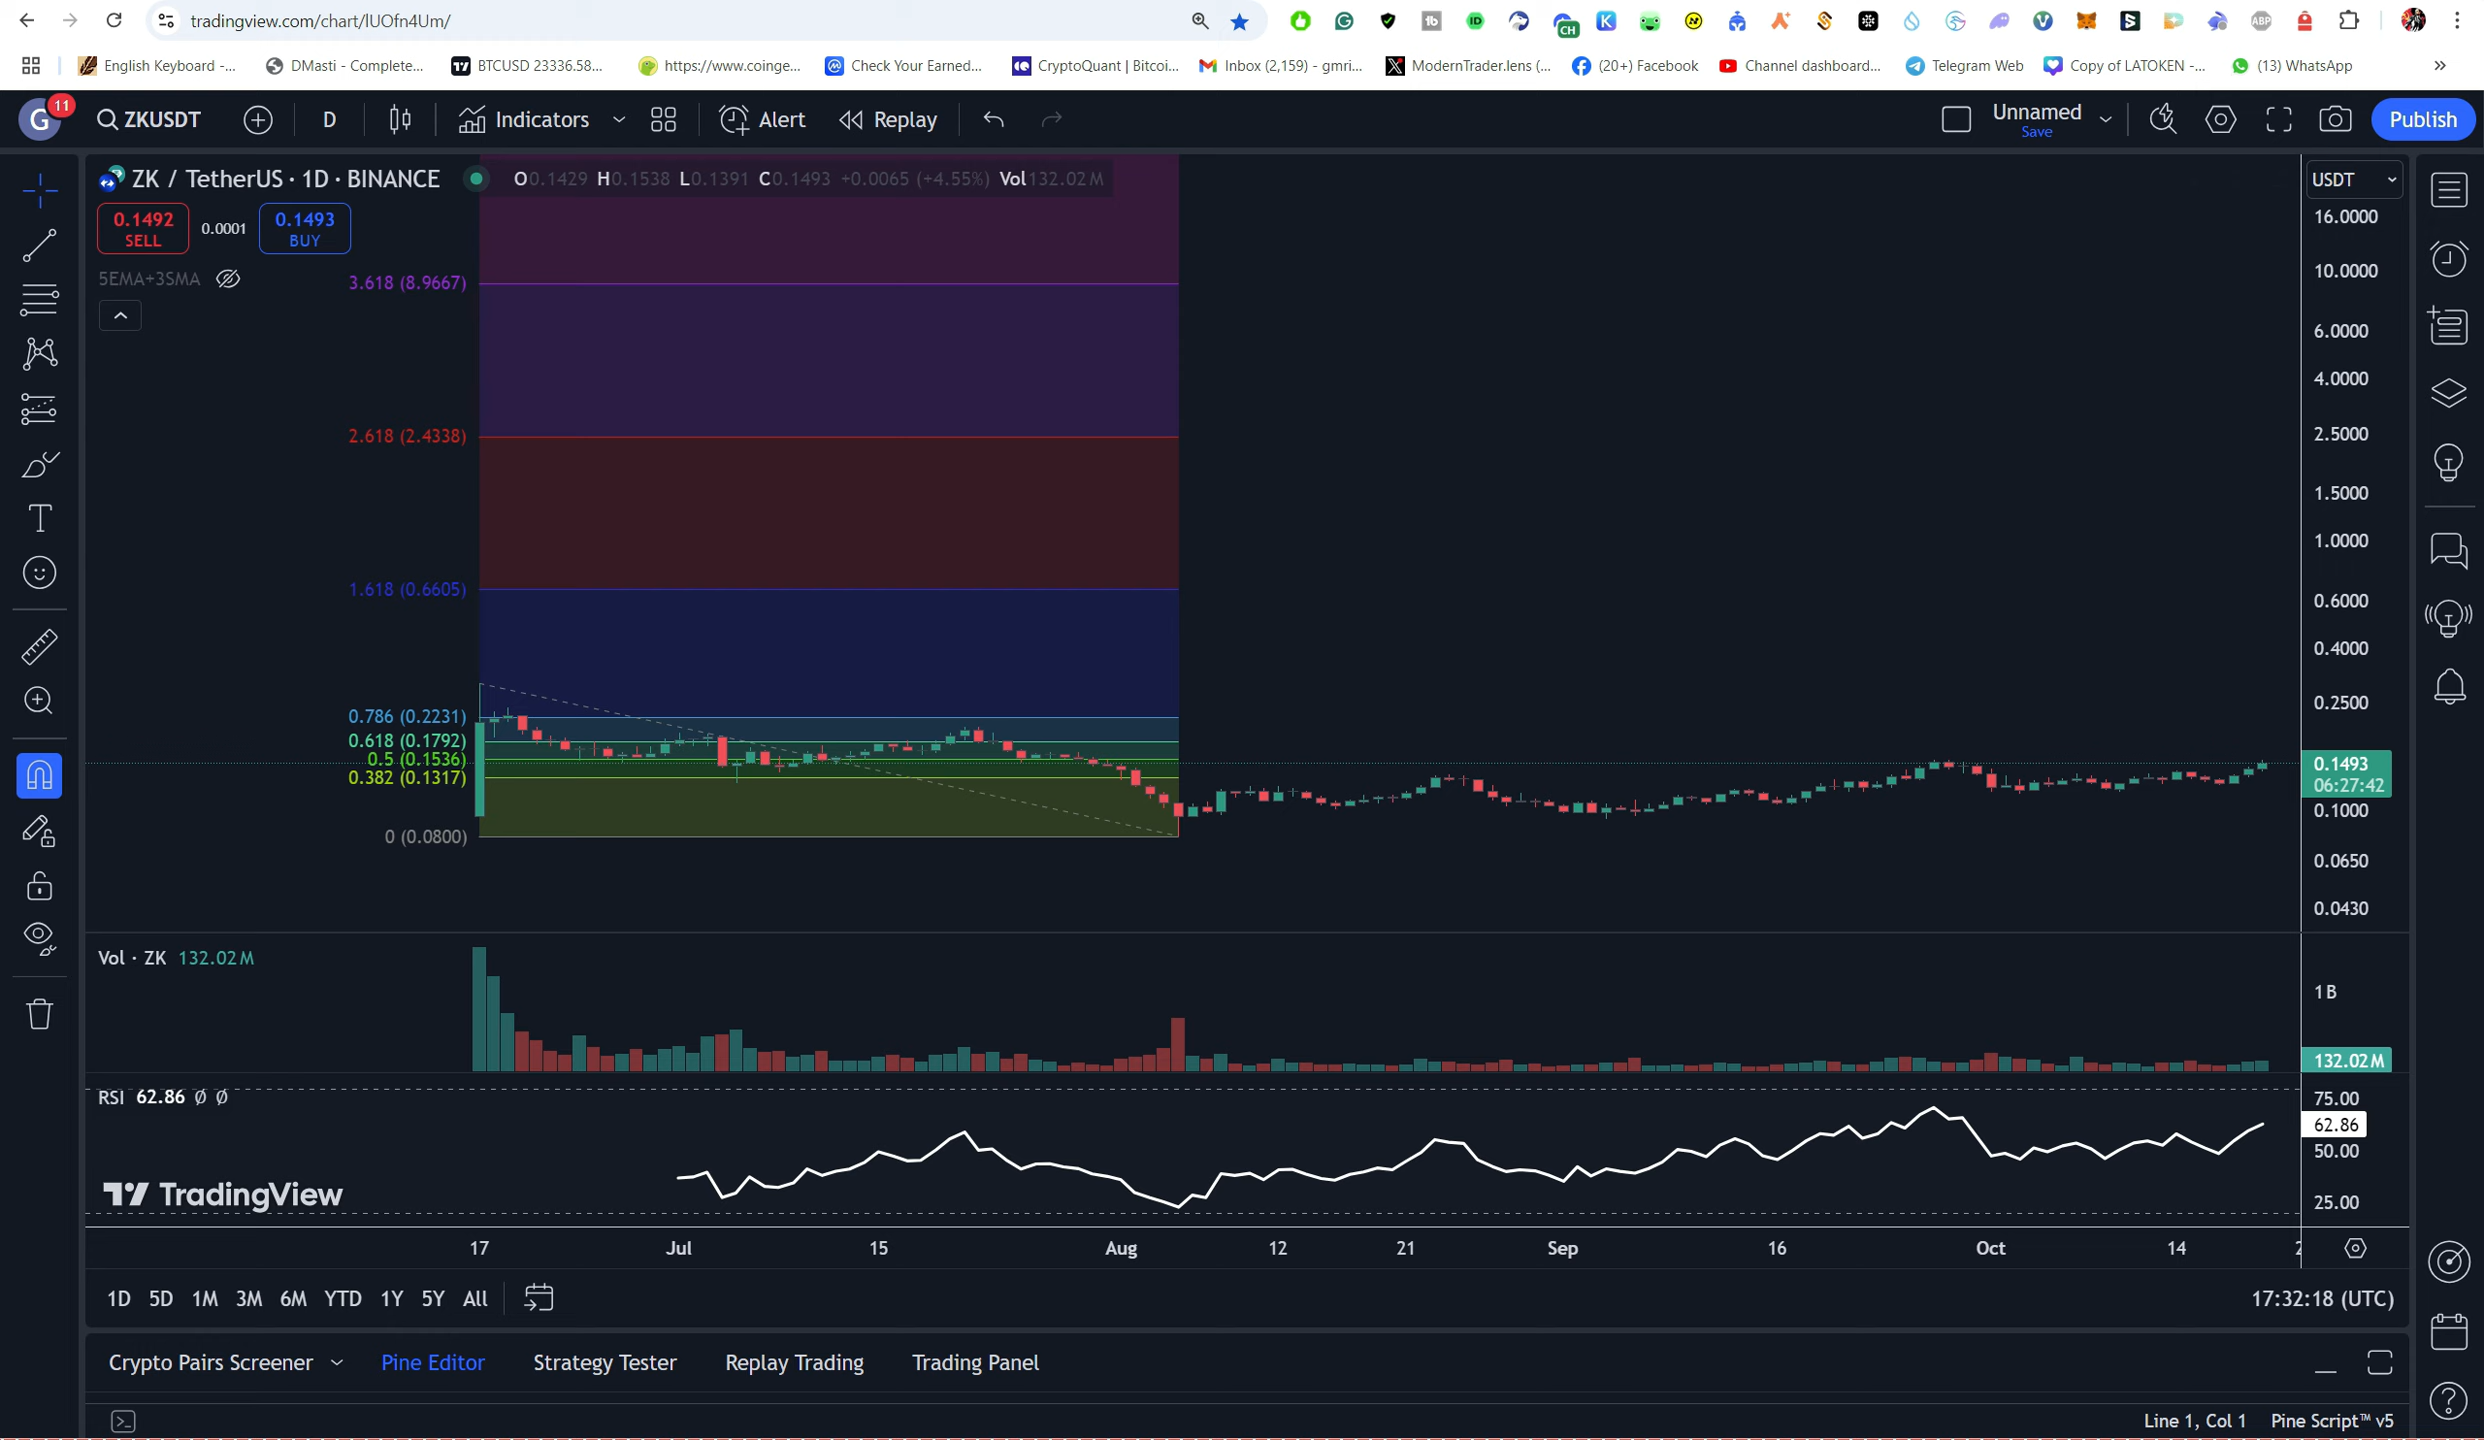 tradingview.com/chart/lUOfn4Um/
English Keyboard -... DMasti - Complete... BTCUSD 23336.58... https://www.coinge... Check Your Earned... CryptoQuant | Bitcoi... Inbox (2,159) - gmri... ModernTrader.lens (... (20+) Facebook Channel dashboard... Telegram Web Copy of LATOKEN -... (13) WhatsApp
G 11 ZKUSDT D Indicators Alert Replay Unnamed Save Publish
ZK / TetherUS · 1D · BINANCE O0.1429 H0.1538 L0.1391 C0.1493 +0.0065 (+4.55%) Vol132.02M
USDT
0.1492 SELL 0.0001 0.1493 BUY
5EMA+3SMA
3.618 (8.9667)
2.618 (2.4338)
1.618 (0.6605)
0.786 (0.2231)
0.618 (0.1792)
0.5 (0.1536)
0.382 (0.1317)
0 (0.0800)
16.0000
10.0000
6.0000
4.0000
2.5000
1.5000
1.0000
0.6000
0.4000
0.2500
0.1493
06:27:42
0.1000
0.0650
0.0430
Vol · ZK 132.02M
1B
132.02M
RSI 62.86 Ø Ø
75.00
62.86
50.00
25.00
TradingView
17 Jul 15 Aug 12 21 Sep 16 Oct 14
1D 5D 1M 3M 6M YTD 1Y 5Y All 17:32:18 (UTC)
Crypto Pairs Screener Pine Editor Strategy Tester Replay Trading Trading Panel
Line 1, Col 1 Pine Script™ v5